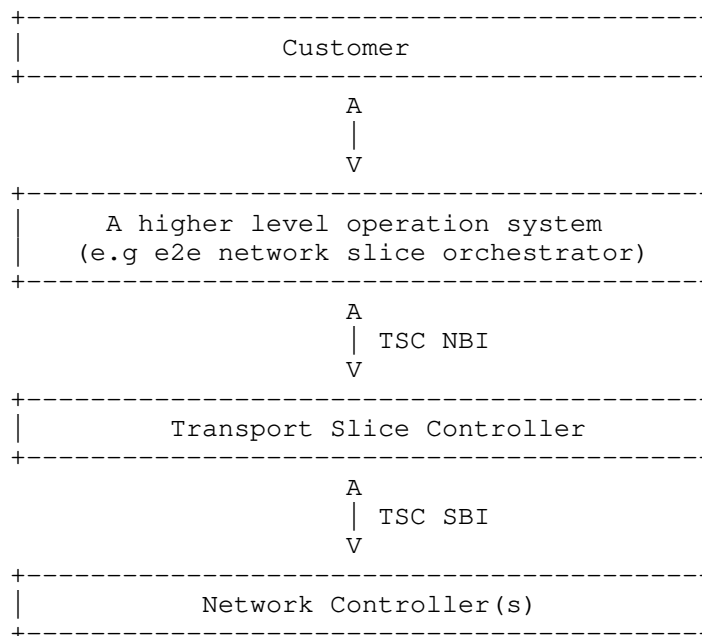 Customer
A
|
V
A higher level operation system
(e.g e2e network slice orchestrator)
A
| TSC NBI
V
Transport Slice Controller
A
| TSC SBI
V
Network Controller(s)